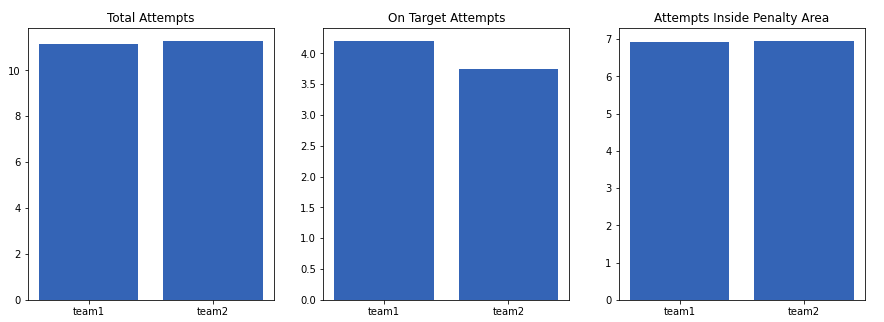 Total Attempts
10
8
6
4
2
0
team1
team2
On Target Attempts
4.0
3.5
3.0
2.5
2.0
1.5
1.0
0.5
0.0
team1
team2
Attempts Inside Penalty Area
7
6
5
4
3
2
1
0
team1
team2